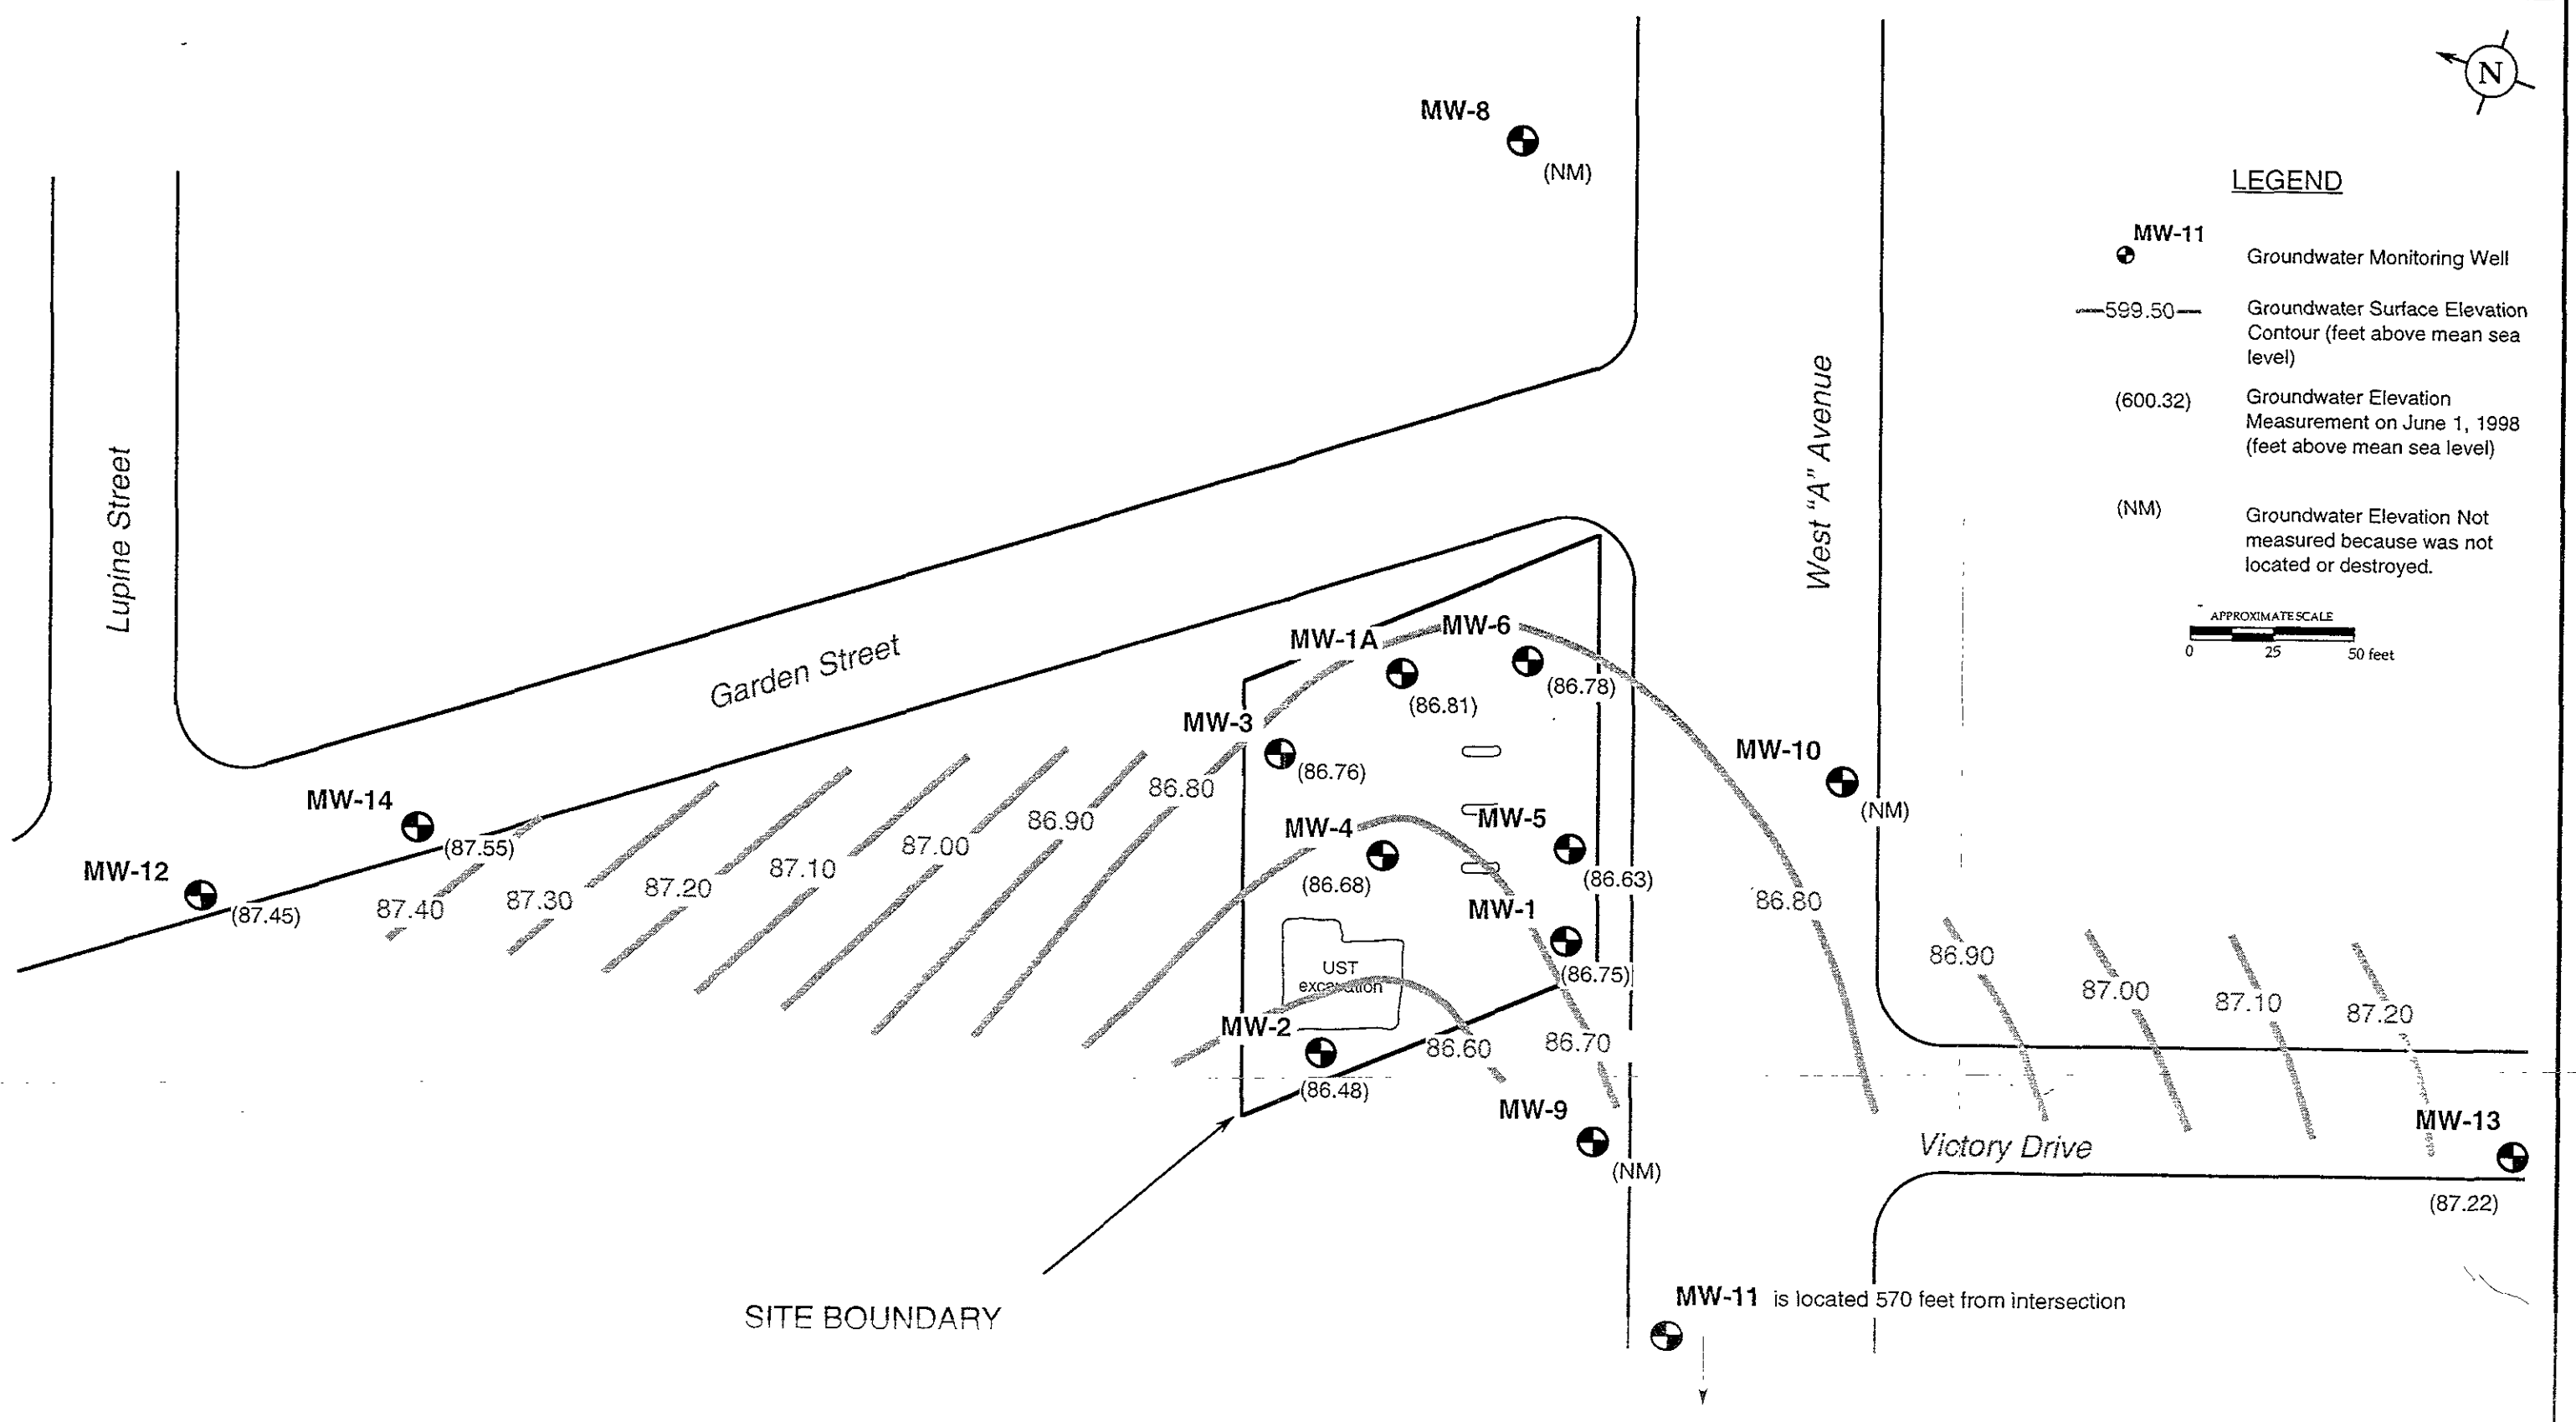 N
MW-8
(NM)
LEGEND
MW-11
Groundwater Monitoring Well
599.50
Groundwater Surface Elevation
Contour (feet above mean sea
level)
(600.32)
Groundwater Elevation
Measurement on June 1, 1998
(feet above mean sea level)
(NM)
Groundwater Elevation Not
measured because was not
located or destroyed.
APPROXIMATE SCALE
0 25 50 feet
Lupine Street
Garden Street
West "A" Avenue
MW-1A
(86.81)
MW-6
(86.78)
MW-3
(86.76)
MW-10
(NM)
MW-14
(87.55)
MW-12
(87.45)
87.40
87.30
87.20
87.10
87.00
86.90
86.80
MW-4
(86.68)
MW-5
(86.63)
MW-1
(86.75)
86.80
86.90
87.00
87.10
87.20
UST
excavation
MW-2
(86.48)
86.60
86.70
MW-9
(NM)
MW-13
(87.22)
Victory Drive
SITE BOUNDARY
MW-11 is located 570 feet from intersection